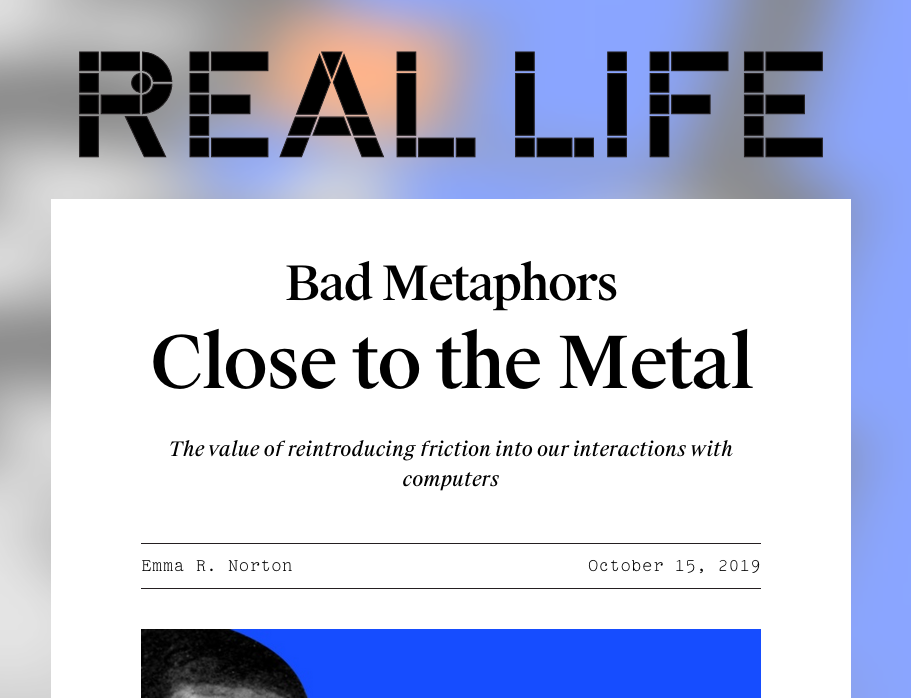 REAL LIFE
Bad Metaphors
Close to the Metal
The value of reintroducing friction into our interactions with
computers
Emma R. Norton
October 15, 2019